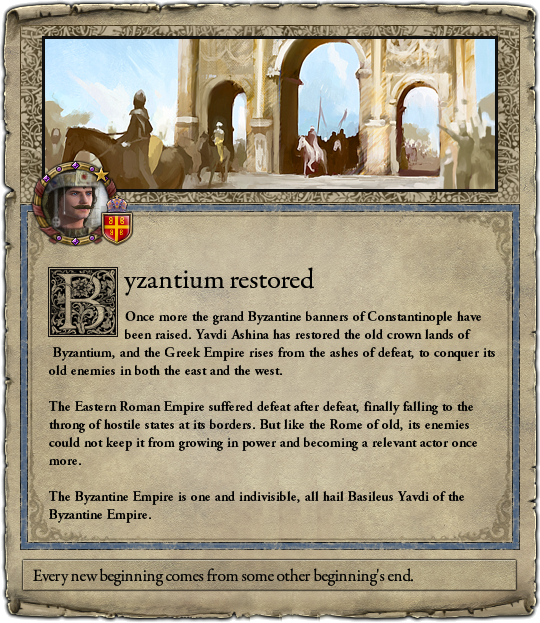 Byzantium restored
Once more the grand Byzantine banners of Constantinople have
been raised. Yavdi Ashina has restored the old crown lands of
Byzantium, and the Greek Empire rises from the ashes of defeat, to conquer its
old enemies in both the east and the west.
The Eastern Roman Empire suffered defeat after defeat, finally falling to the
throng of hostile states at its borders. But like the Rome of old, its enemies
could not keep it from growing in power and becoming a relevant actor once
more.
The Byzantine Empire is one and indivisible, all hail Basileus Yavdi of the
Byzantine Empire.
Every new beginning comes from some other beginning's end.